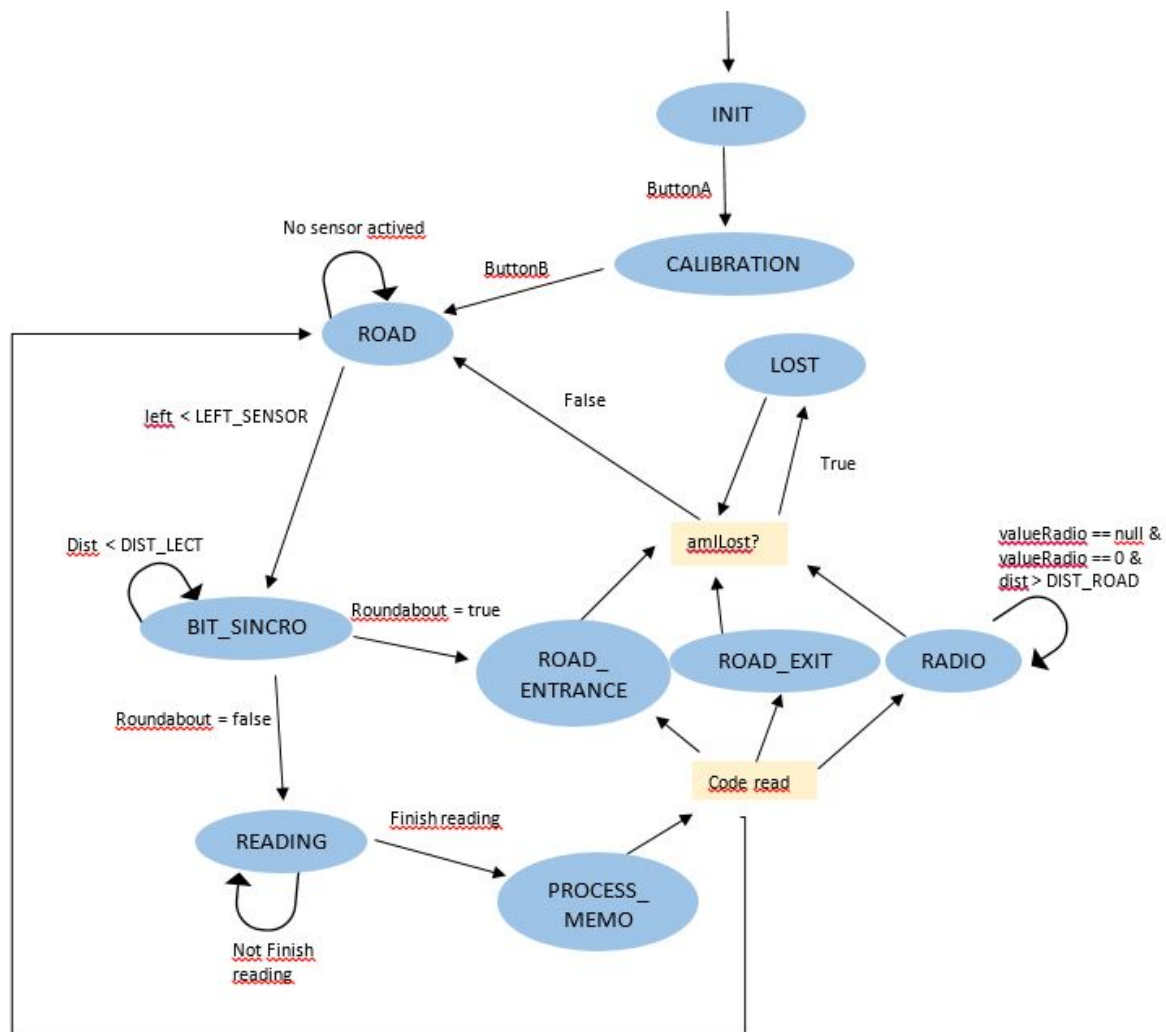 INIT
ButtonA
No sensor actived
CALIBRATION
ButtonB
ROAD
LOST
False
left < LEFT_SENSOR
True
amILost?
valueRadio == null &
valueRadio == 0 &
dist > DIST_ROAD
Dist < DIST_LECT
BIT_SINCRO
Roundabout = true
ROAD_
ENTRANCE
ROAD_EXIT
RADIO
Roundabout = false
Code read
READING
Finish reading
PROCESS_
MEMO
Not Finish
reading